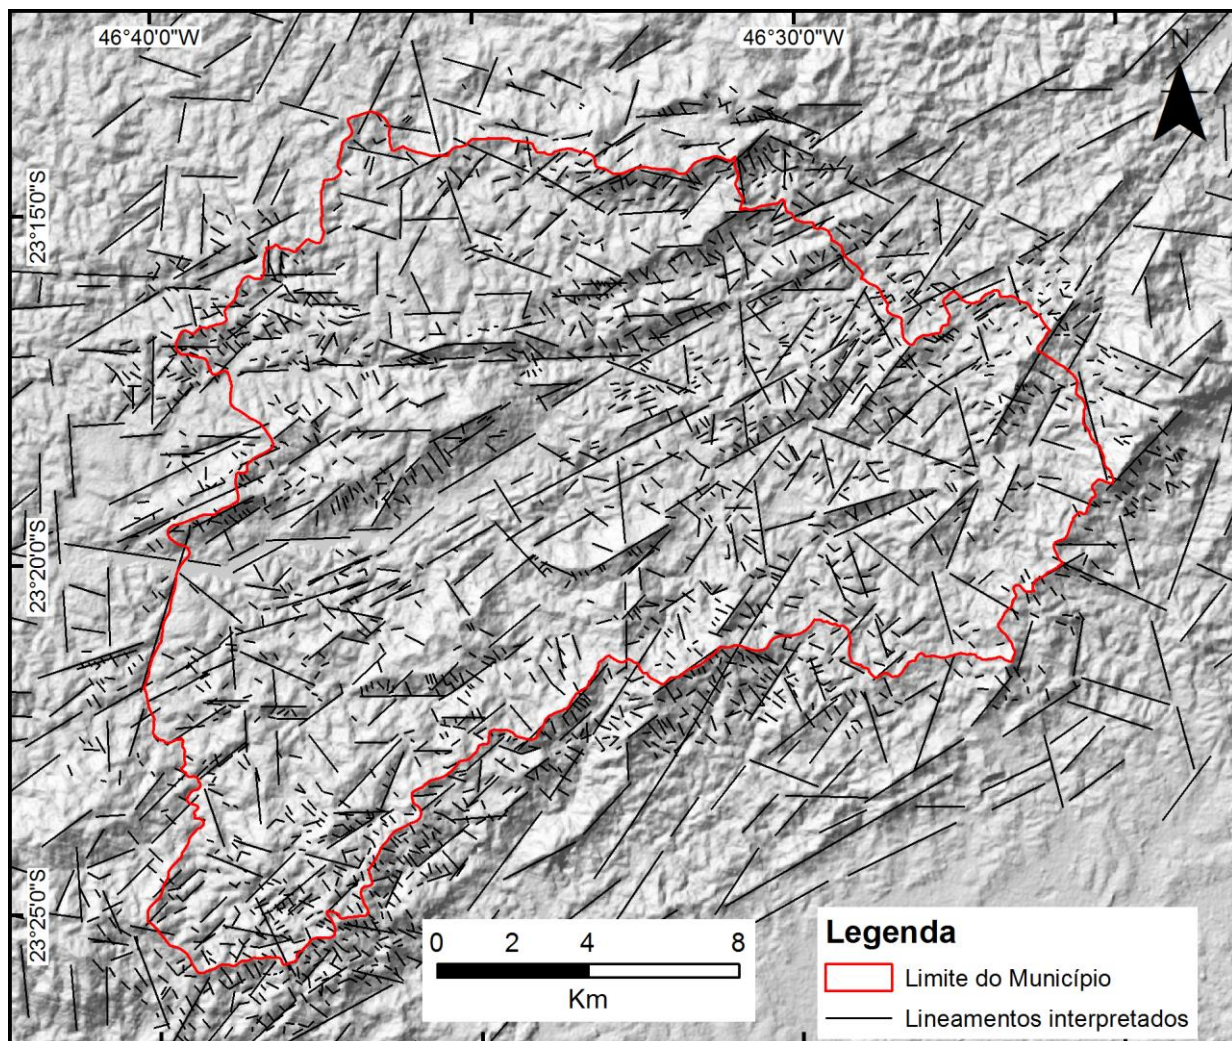 46°40'0"W
46°30'0"W
N
23°15'0"S
23°20'0"S
23°25'0"S
0 2 4 8
Km
Legenda
Limite do Município
Lineamentos interpretados